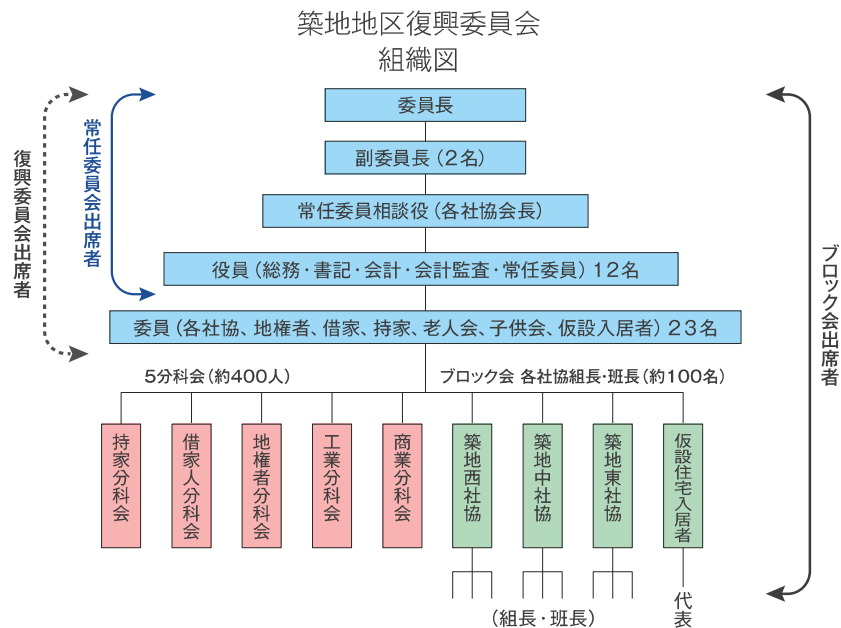 築地地区復興委員会
組織図
委員長
副委員長（2名）
常任委員相談役（各社協会長）
役員（総務・書記・会計・会計監査・常任委員）12名
委員（各社協、地権者、借家、持家、老人会、子供会、仮設入居者）23名
復興委員会出席者
常任委員会出席者
ブロック会出席者
5分科会（約400人）
ブロック会 各社協組長・班長（約100名）
持家分科会
借家人分科会
地権者分科会
工業分科会
商業分科会
築地西社協
築地中社協
築地東社協
仮設住宅入居者
（組長・班長）
代表